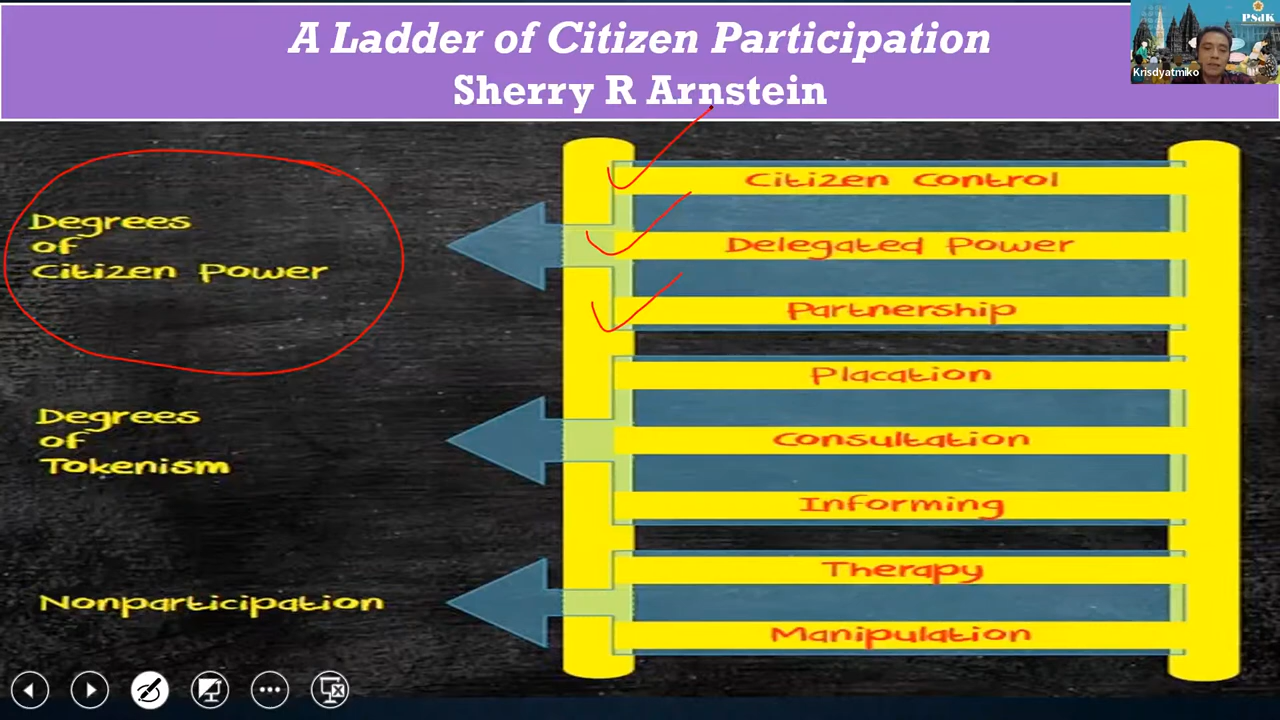 A Ladder of Citizen Participation
Sherry R Arnstein
PSdK
Krisdyatmiko
Degrees
of
Citizen Power
Degrees
of
Tokenism
Nonparticipation
Citizen Control
Delegated Power
Partnership
Placation
Consultation
Informing
Therapy
Manipulation